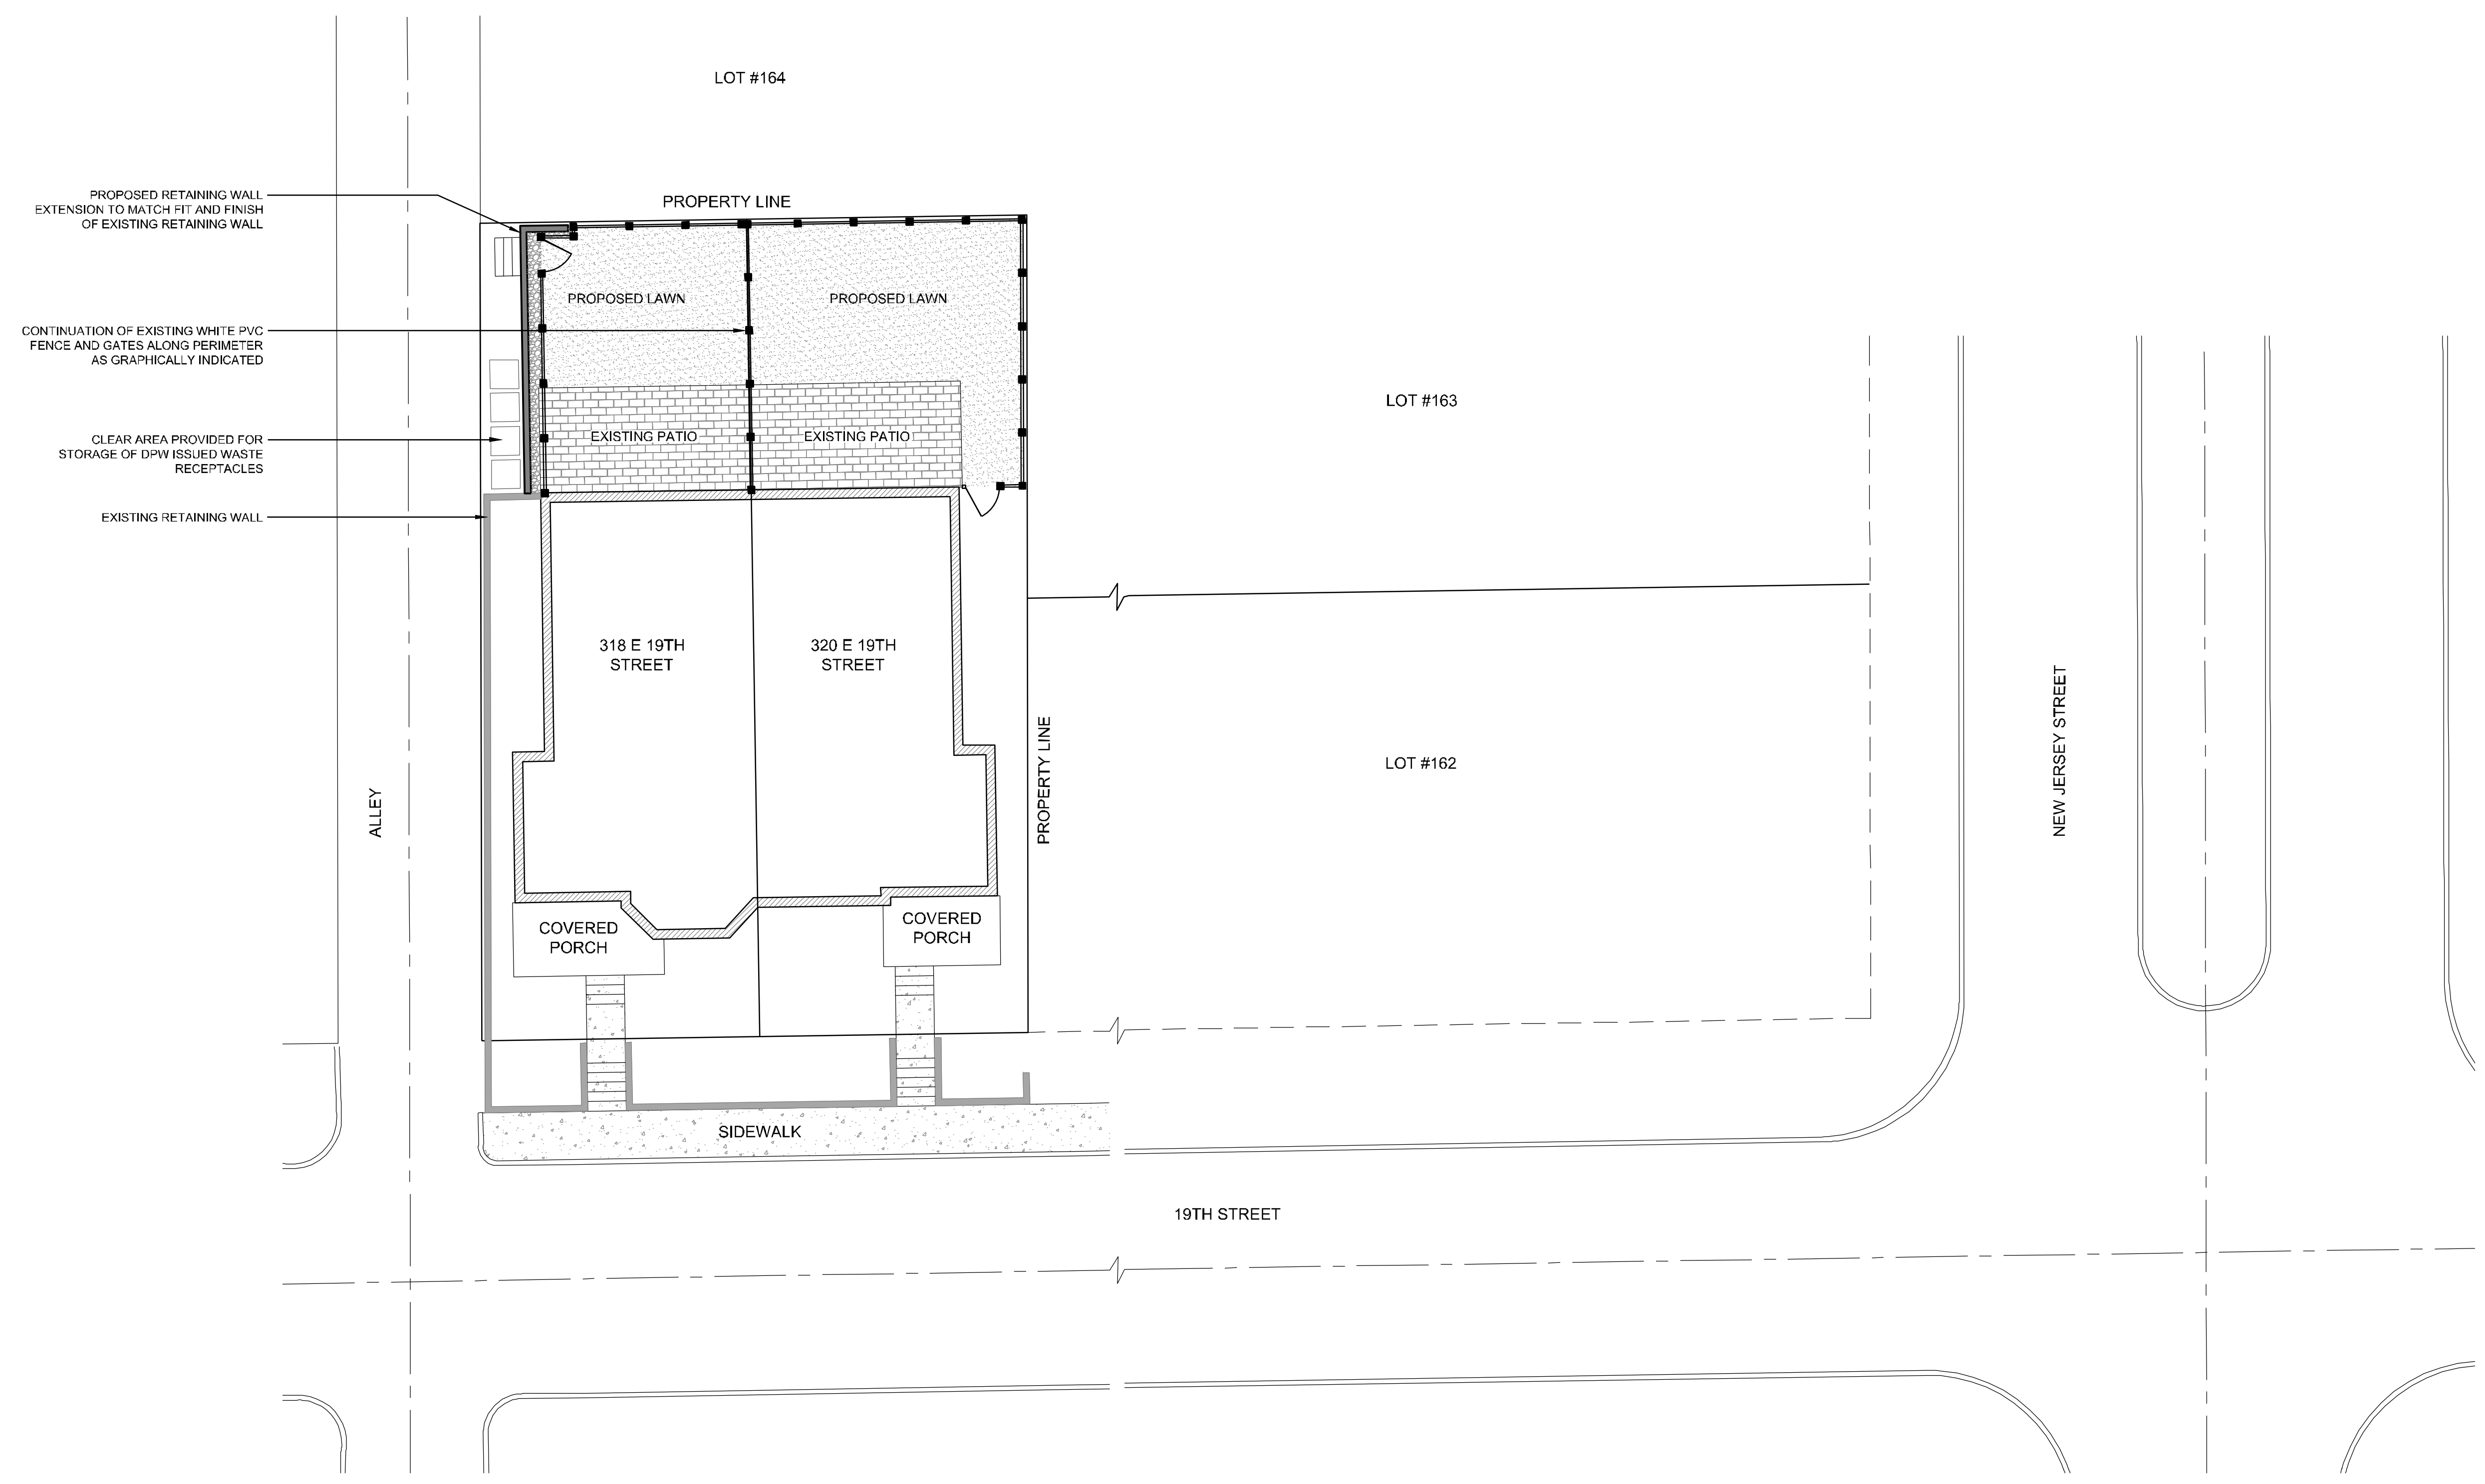 LOT #164
PROPERTY LINE
PROPOSED RETAINING WALL
EXTENSION TO MATCH FIT AND FINISH
OF EXISTING RETAINING WALL
PROPOSED LAWN
PROPOSED LAWN
CONTINUATION OF EXISTING WHITE PVC
FENCE AND GATES ALONG PERIMETER
AS GRAPHICALLY INDICATED
LOT #163
CLEAR AREA PROVIDED FOR
STORAGE OF DPW ISSUED WASTE
RECEPTACLES
EXISTING PATIO
EXISTING PATIO
EXISTING RETAINING WALL
318 E 19TH
STREET
320 E 19TH
STREET
PROPERTY LINE
LOT #162
NEW JERSEY STREET
ALLEY
COVERED
PORCH
COVERED
PORCH
SIDEWALK
19TH STREET